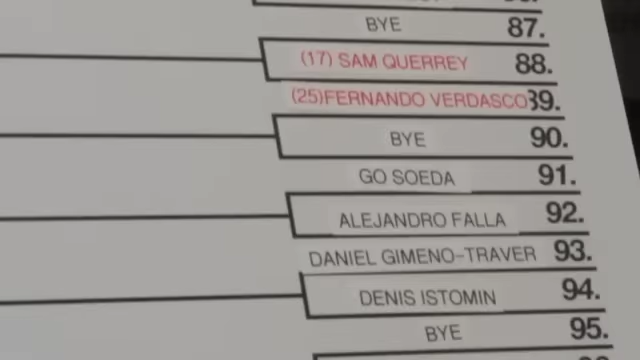 BYE 87.
(17) SAM QUERREY 88.
(25)FERNANDO VERDASCO 89.
BYE 90.
GO SOEDA 91.
ALEJANDRO FALLA 92.
DANIEL GIMENO-TRAVER 93.
DENIS ISTOMIN 94.
BYE 95.